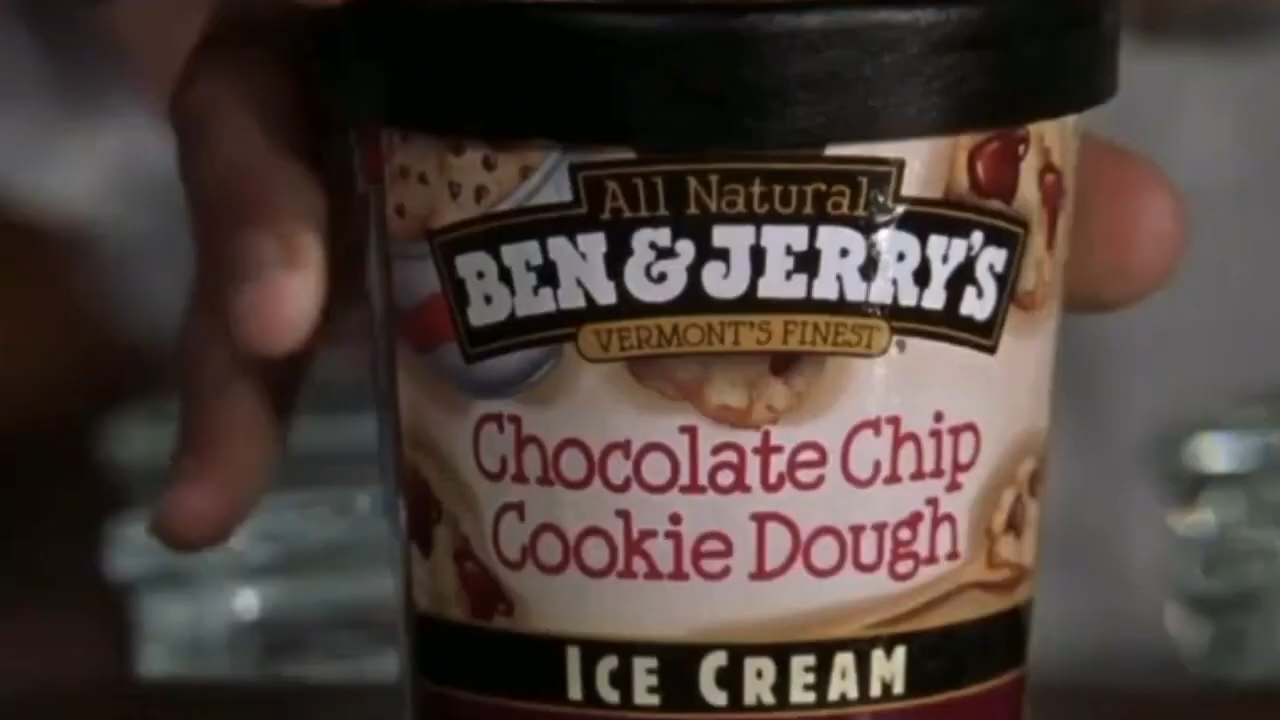 All Natural
BEN & JERRY'S
VERMONT'S FINEST
Chocolate Chip
Cookie Dough
ICE CREAM